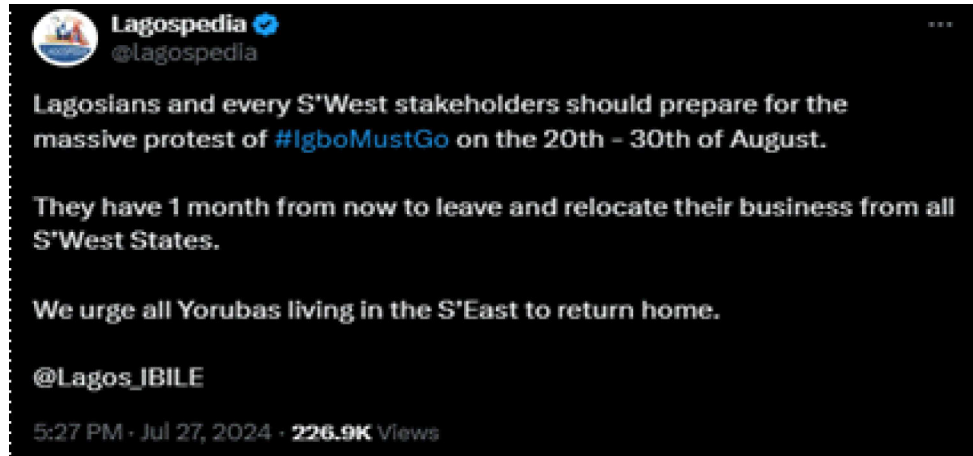 Lagospedia
@lagospedia
Lagosians and every S'West stakeholders should prepare for the
massive protest of #IgboMustGo on the 20th - 30th of August.
They have 1 month from now to leave and relocate their business from all
S'West States.
We urge all Yorubas living in the S'East to return home.
@Lagos_IBILE
5:27 PM · Jul 27, 2024 · 226.9K Views